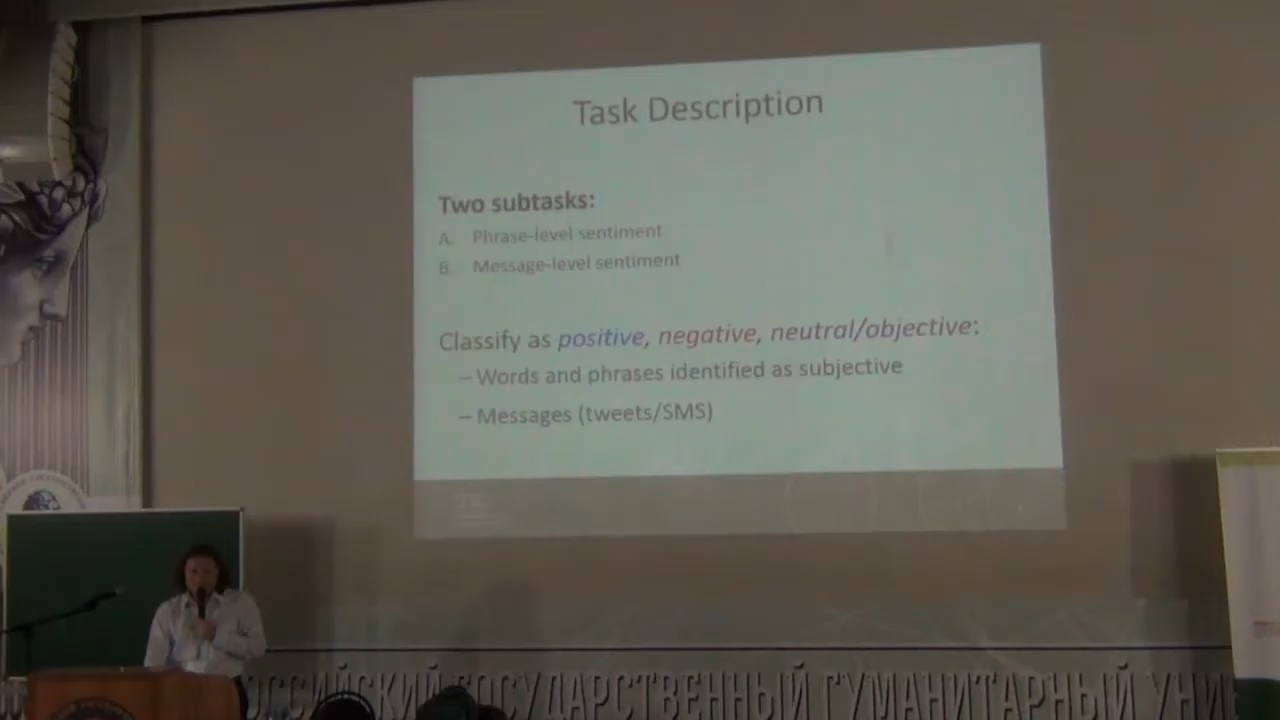 Task Description
Two subtasks:
A. Phrase-level sentiment
B. Message-level sentiment
Classify as positive, negative, neutral/objective:
– Words and phrases identified as subjective
– Messages (tweets/SMS)
ОССИЙСКИЙ ГОСУДАРСТВЕННЫЙ ГУМАНИТАРНЫЙ УНИ